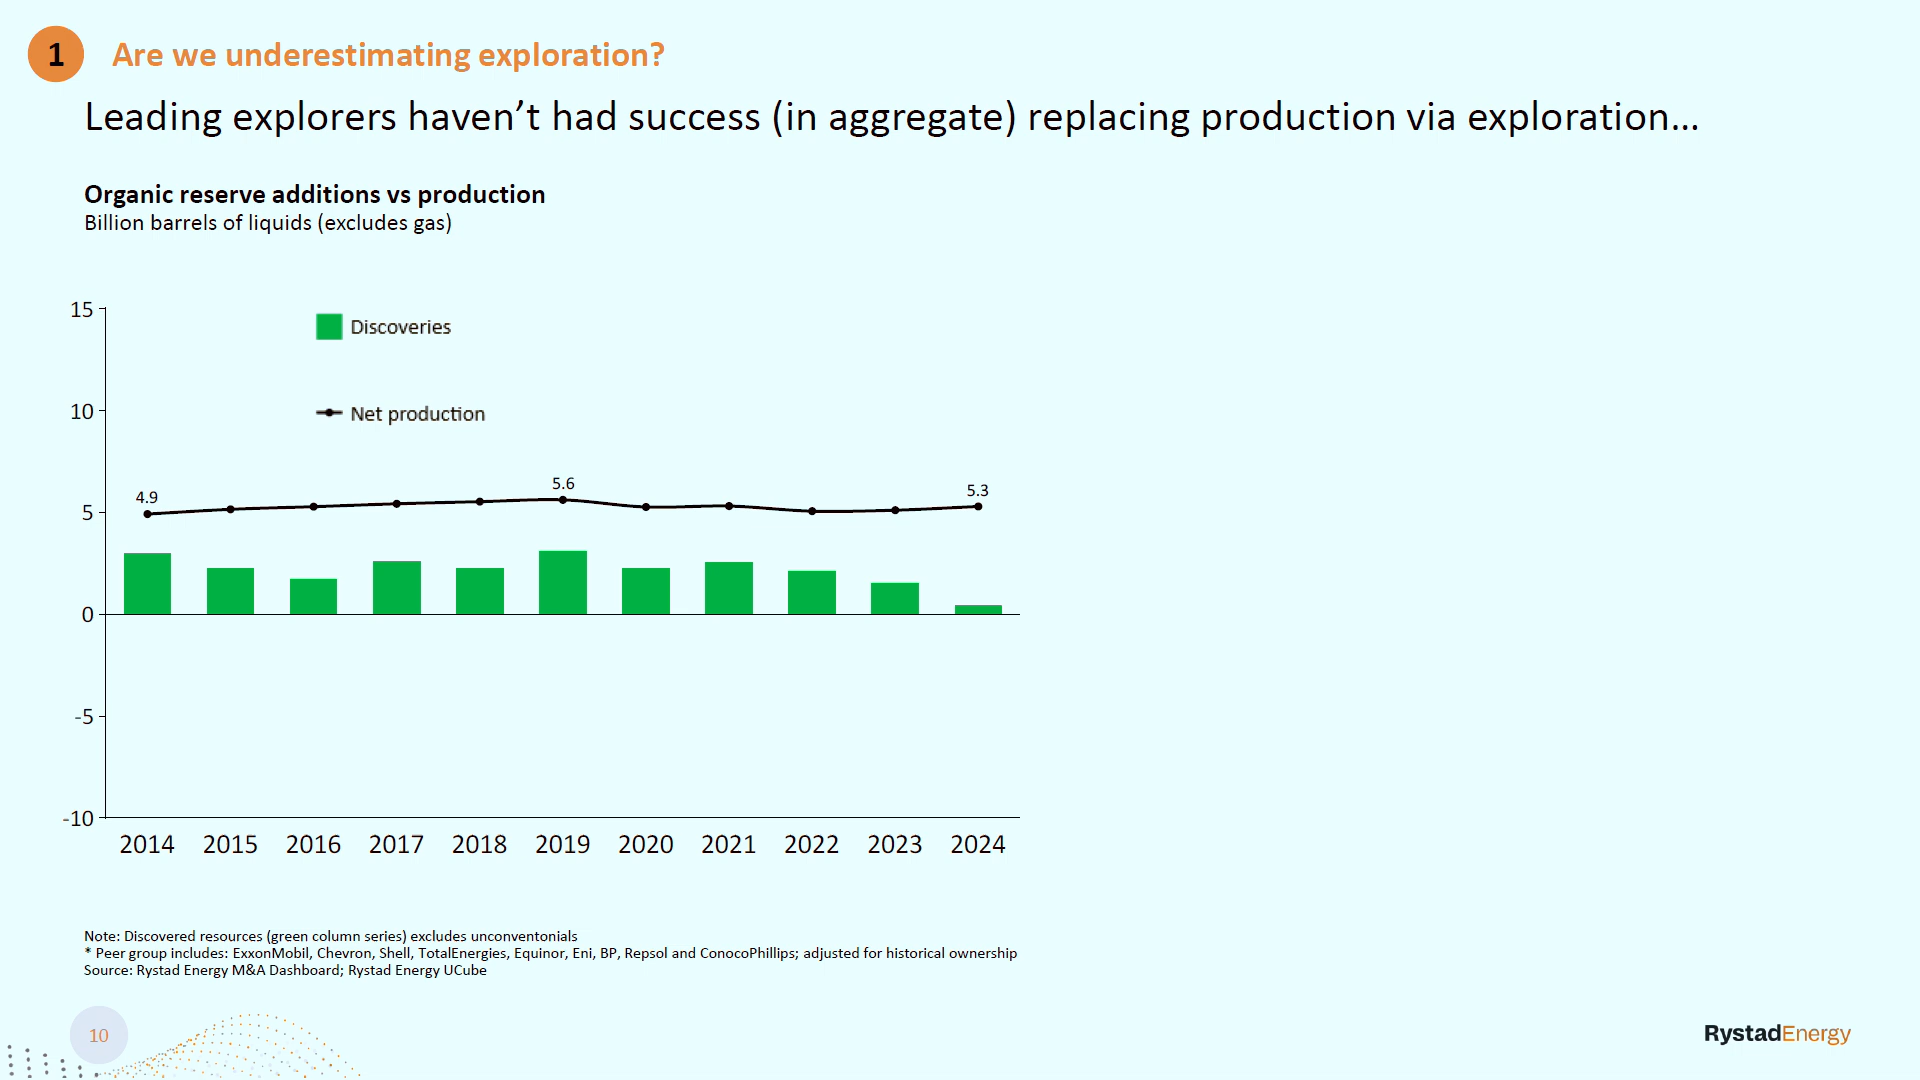 1
Are we underestimating exploration?
Leading explorers haven’t had success (in aggregate) replacing production via exploration…
Organic reserve additions vs production
Billion barrels of liquids (excludes gas)
15
10
5
0
-5
-10
Discoveries
Net production
4.9
5.6
5.3
2014 2015 2016 2017 2018 2019 2020 2021 2022 2023 2024
Note: Discovered resources (green column series) excludes unconventonials
* Peer group includes: ExxonMobil, Chevron, Shell, TotalEnergies, Equinor, Eni, BP, Repsol and ConocoPhillips; adjusted for historical ownership
Source: Rystad Energy M&A Dashboard; Rystad Energy UCube
10
RystadEnergy